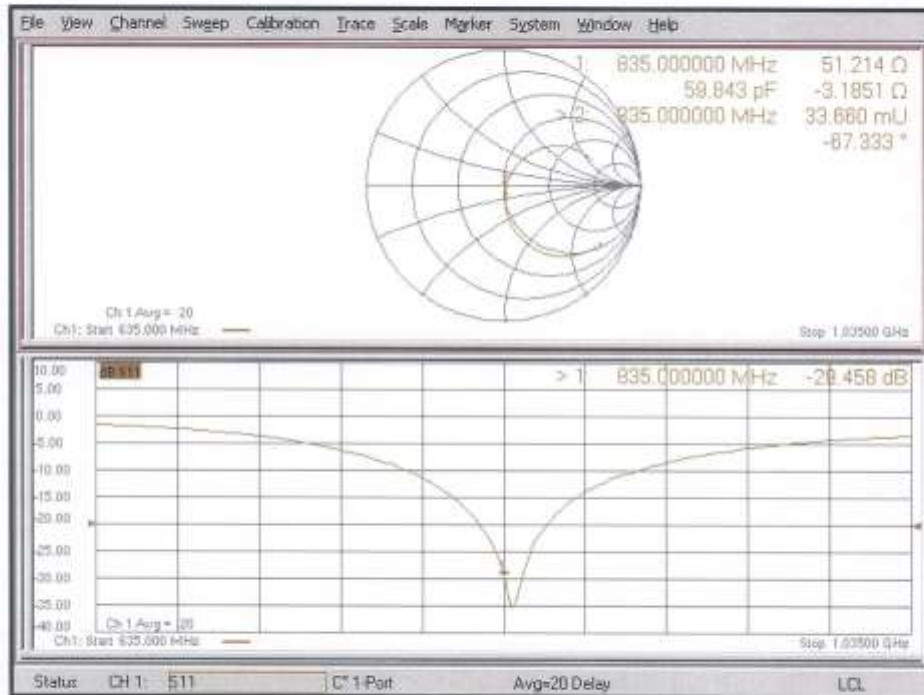 File View Channel Sweep Calibration Trace Scale Marker System Window Help
1 835.000000 MHz 51.214 Ω
59.843 pF -3.1851 Ω
> 2 835.000000 MHz 33.660 mU
-67.333 °
Ch 1 Avg = 20
Ch1: Start 635.000 MHz
Stop 1.03500 GHz
10.00 dB S11
> 1 835.000000 MHz -29.458 dB
5.00
0.00
-5.00
-10.00
-15.00
-20.00
-25.00
-30.00
-35.00
-40.00
Ch 1 Avg = 20
Ch1: Start 635.000 MHz
Stop 1.03500 GHz
Status CH 1: S11 C* 1-Port Avg=20 Delay LCL